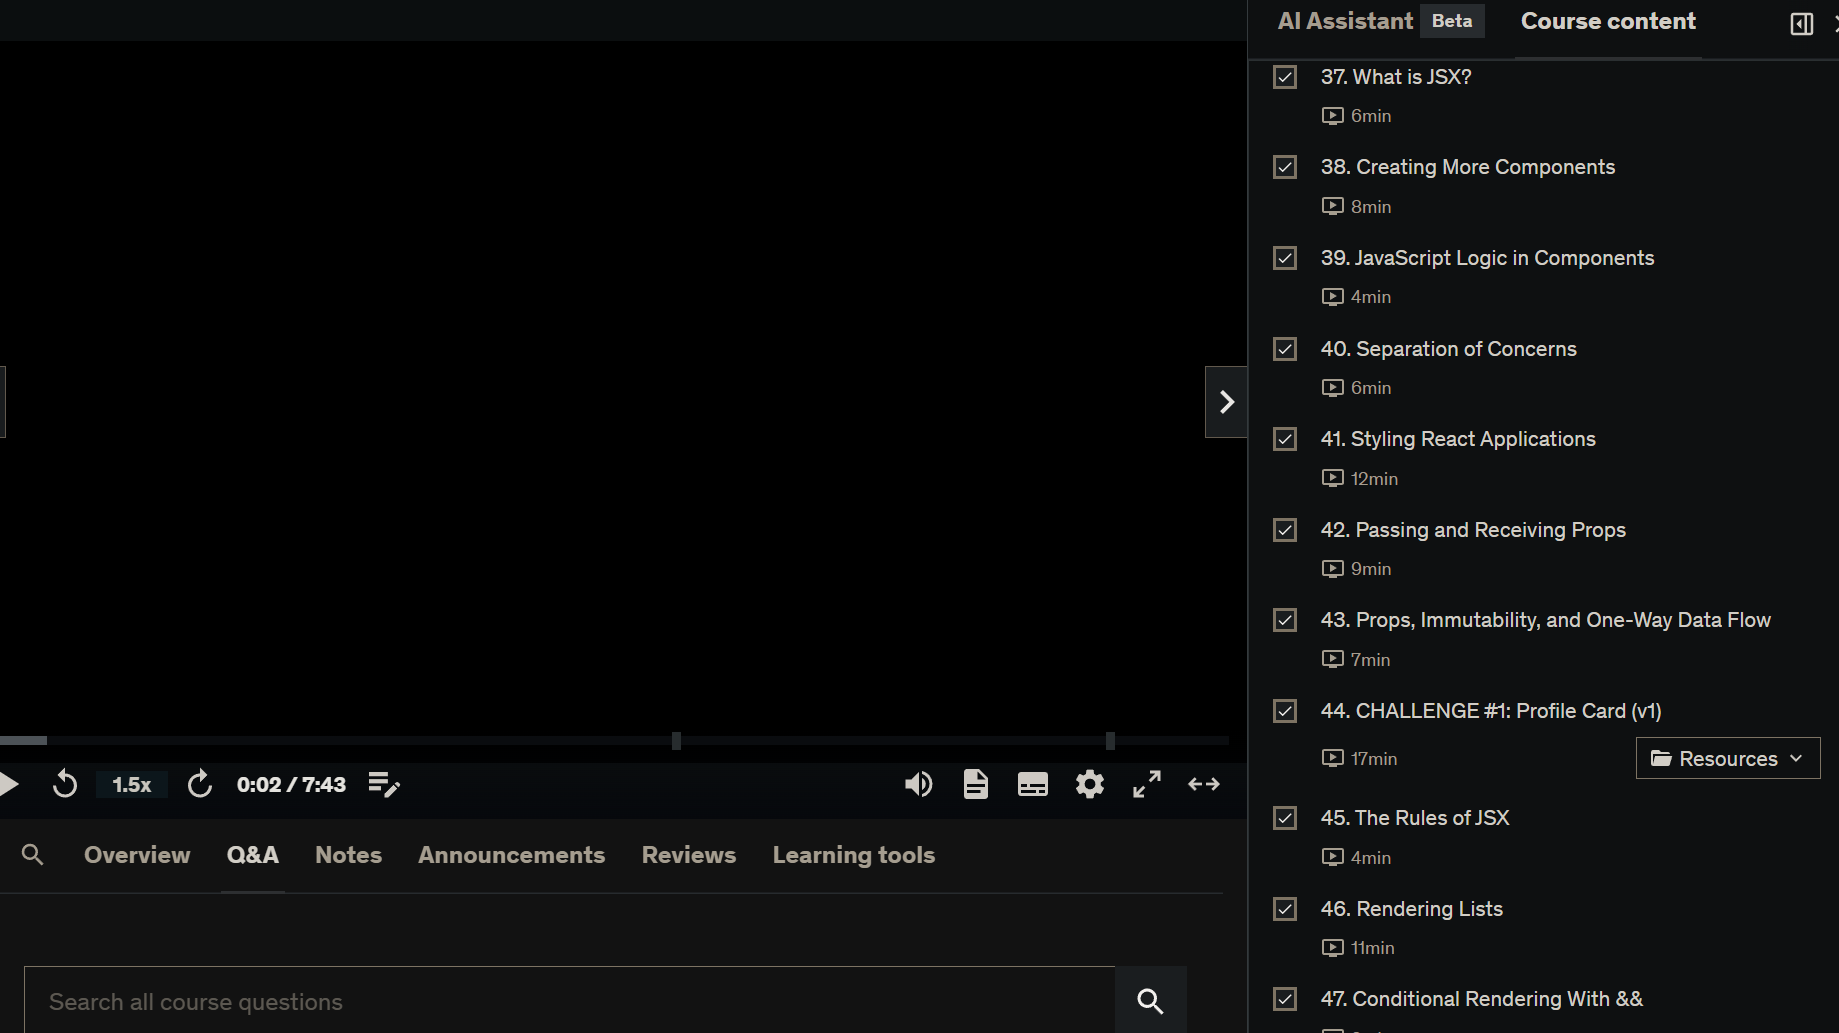 AI Assistant Beta Course content
37. What is JSX?
6min
38. Creating More Components
8min
39. JavaScript Logic in Components
4min
40. Separation of Concerns
6min
41. Styling React Applications
12min
42. Passing and Receiving Props
9min
43. Props, Immutability, and One-Way Data Flow
7min
44. CHALLENGE #1: Profile Card (v1)
17min Resources
45. The Rules of JSX
4min
46. Rendering Lists
11min
47. Conditional Rendering With &&
1.5x 0:02 / 7:43
Overview Q&A Notes Announcements Reviews Learning tools
Search all course questions